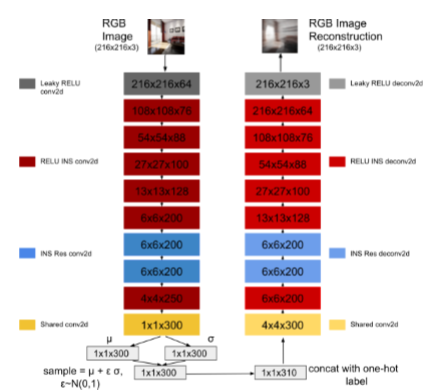 RGB
Image
(216x216x3)
RGB Image
Reconstruction
(216x216x3)
Leaky RELU
conv2d
216x216x64
216x216x3
Leaky RELU deconv2d
108x108x76
216x216x64
54x54x88
108x108x76
RELU INS conv2d
27x27x100
54x54x88
RELU INS deconv2d
13x13x128
27x27x100
6x6x200
13x13x128
INS Res conv2d
6x6x200
6x6x200
INS Res deconv2d
6x6x200
6x6x200
4x4x250
6x6x200
Shared conv2d
1x1x300
4x4x300
Shared conv2d
μ
σ
1x1x300
1x1x300
sample = μ + ε σ,
ε~N(0,1)
1x1x300
1x1x310
concat with one-hot
label